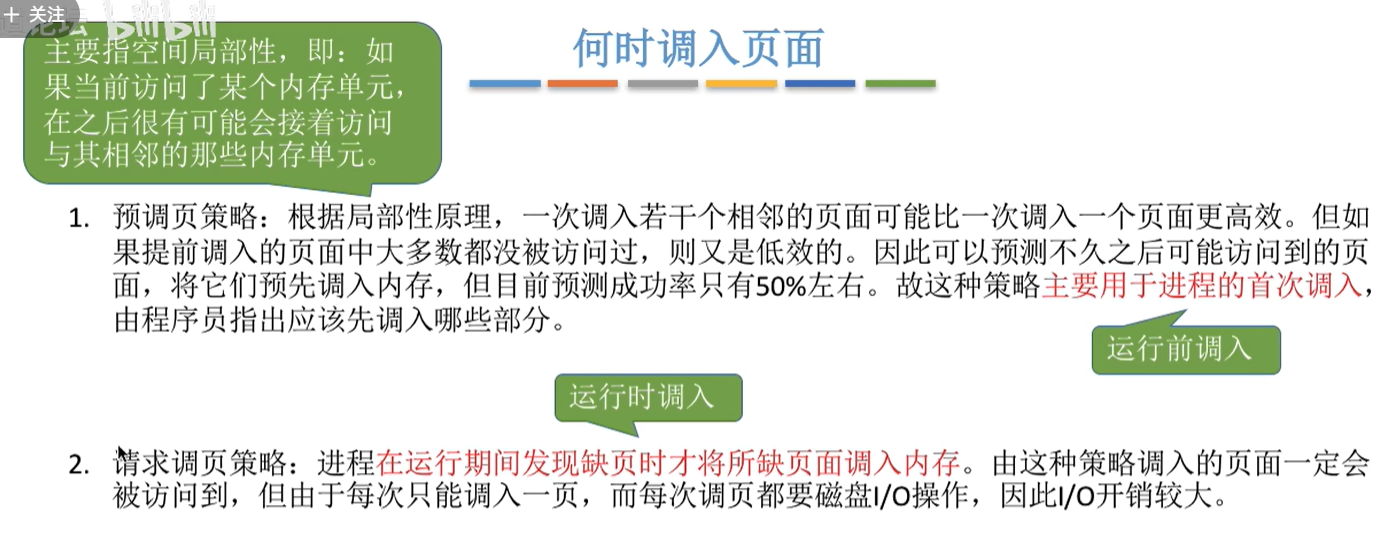 + 关注
bilibili
主要指空间局部性，即：如
果当前访问了某个内存单元，
在之后很有可能会接着访问
与其相邻的那些内存单元。
何时调入页面
1. 预调页策略：根据局部性原理，一次调入若干个相邻的页面可能比一次调入一个页面更高效。但如
果提前调入的页面中大多数都没被访问过，则又是低效的。因此可以预测不久之后可能访问到的页
面，将它们预先调入内存，但目前预测成功率只有50%左右。故这种策略主要用于进程的首次调入，
由程序员指出应该先调入哪些部分。
运行前调入
运行时调入
2. 请求调页策略：进程在运行期间发现缺页时才将所缺页面调入内存。由这种策略调入的页面一定会
被访问到，但由于每次只能调入一页，而每次调页都要磁盘I/O操作，因此I/O开销较大。